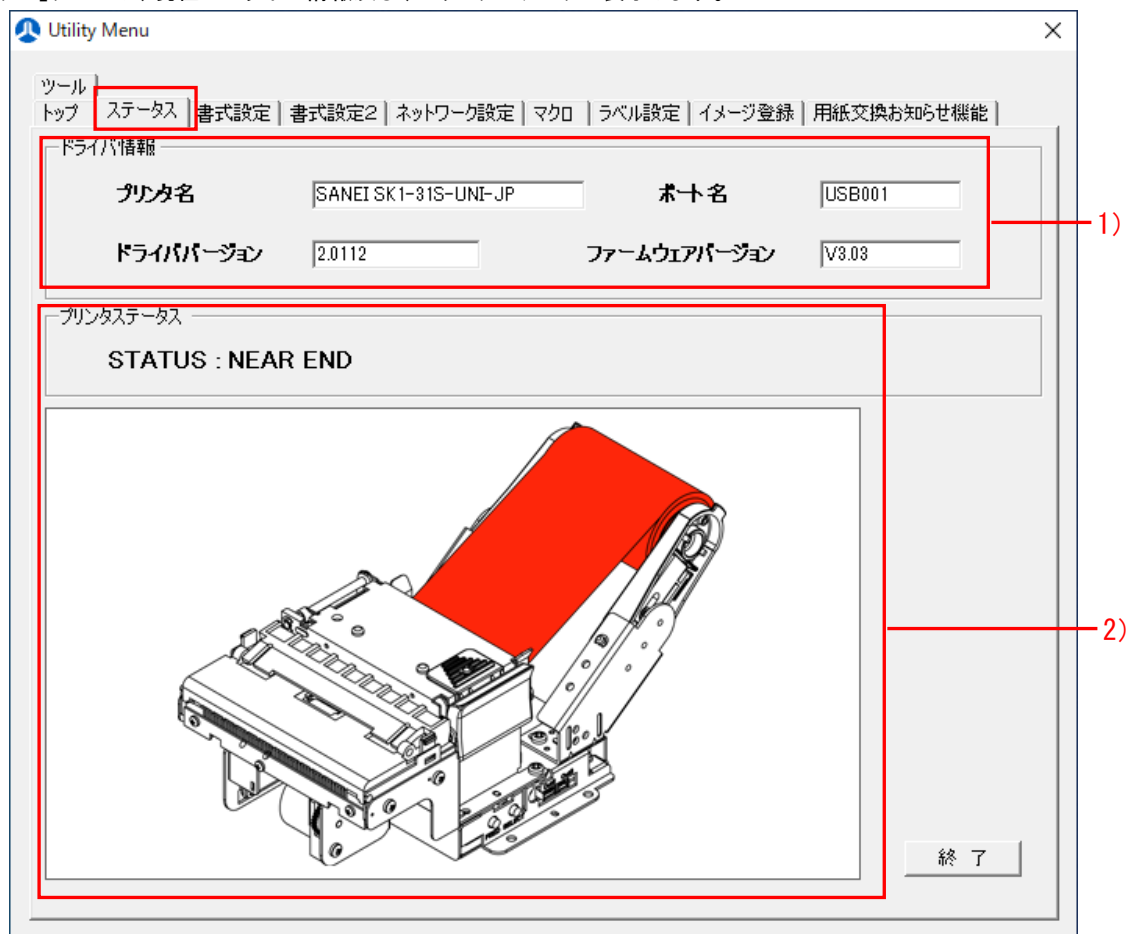 Utility Menu
ツール
トップ ステータス 書式設定 書式設定2 ネットワーク設定 マクロ ラベル設定 イメージ登録 用紙交換お知らせ機能
ドライバ情報
プリンタ名 SANEI SK1-31S-UNI-JP ポート名 USB001
1)
ドライババージョン 2.0112 ファームウェアバージョン V3.03
プリンタステータス
STATUS : NEAR END
2)
終 了